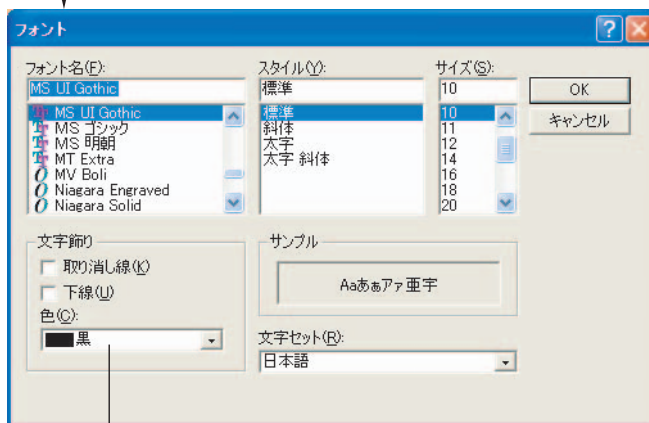 フォント
フォント名(F):
MS UI Gothic
MS UI Gothic
MS ゴシック
MS 明朝
MT Extra
MV Boli
Niagara Engraved
Niagara Solid
スタイル(Y):
標準
標準
斜体
太字
太字 斜体
サイズ(S):
10
10
11
12
14
16
18
20
OK
キャンセル
文字飾り
取り消し線(K)
下線(U)
色(C):
黒
サンプル
Aaあぁアァ亜宇
文字セット(R):
日本語